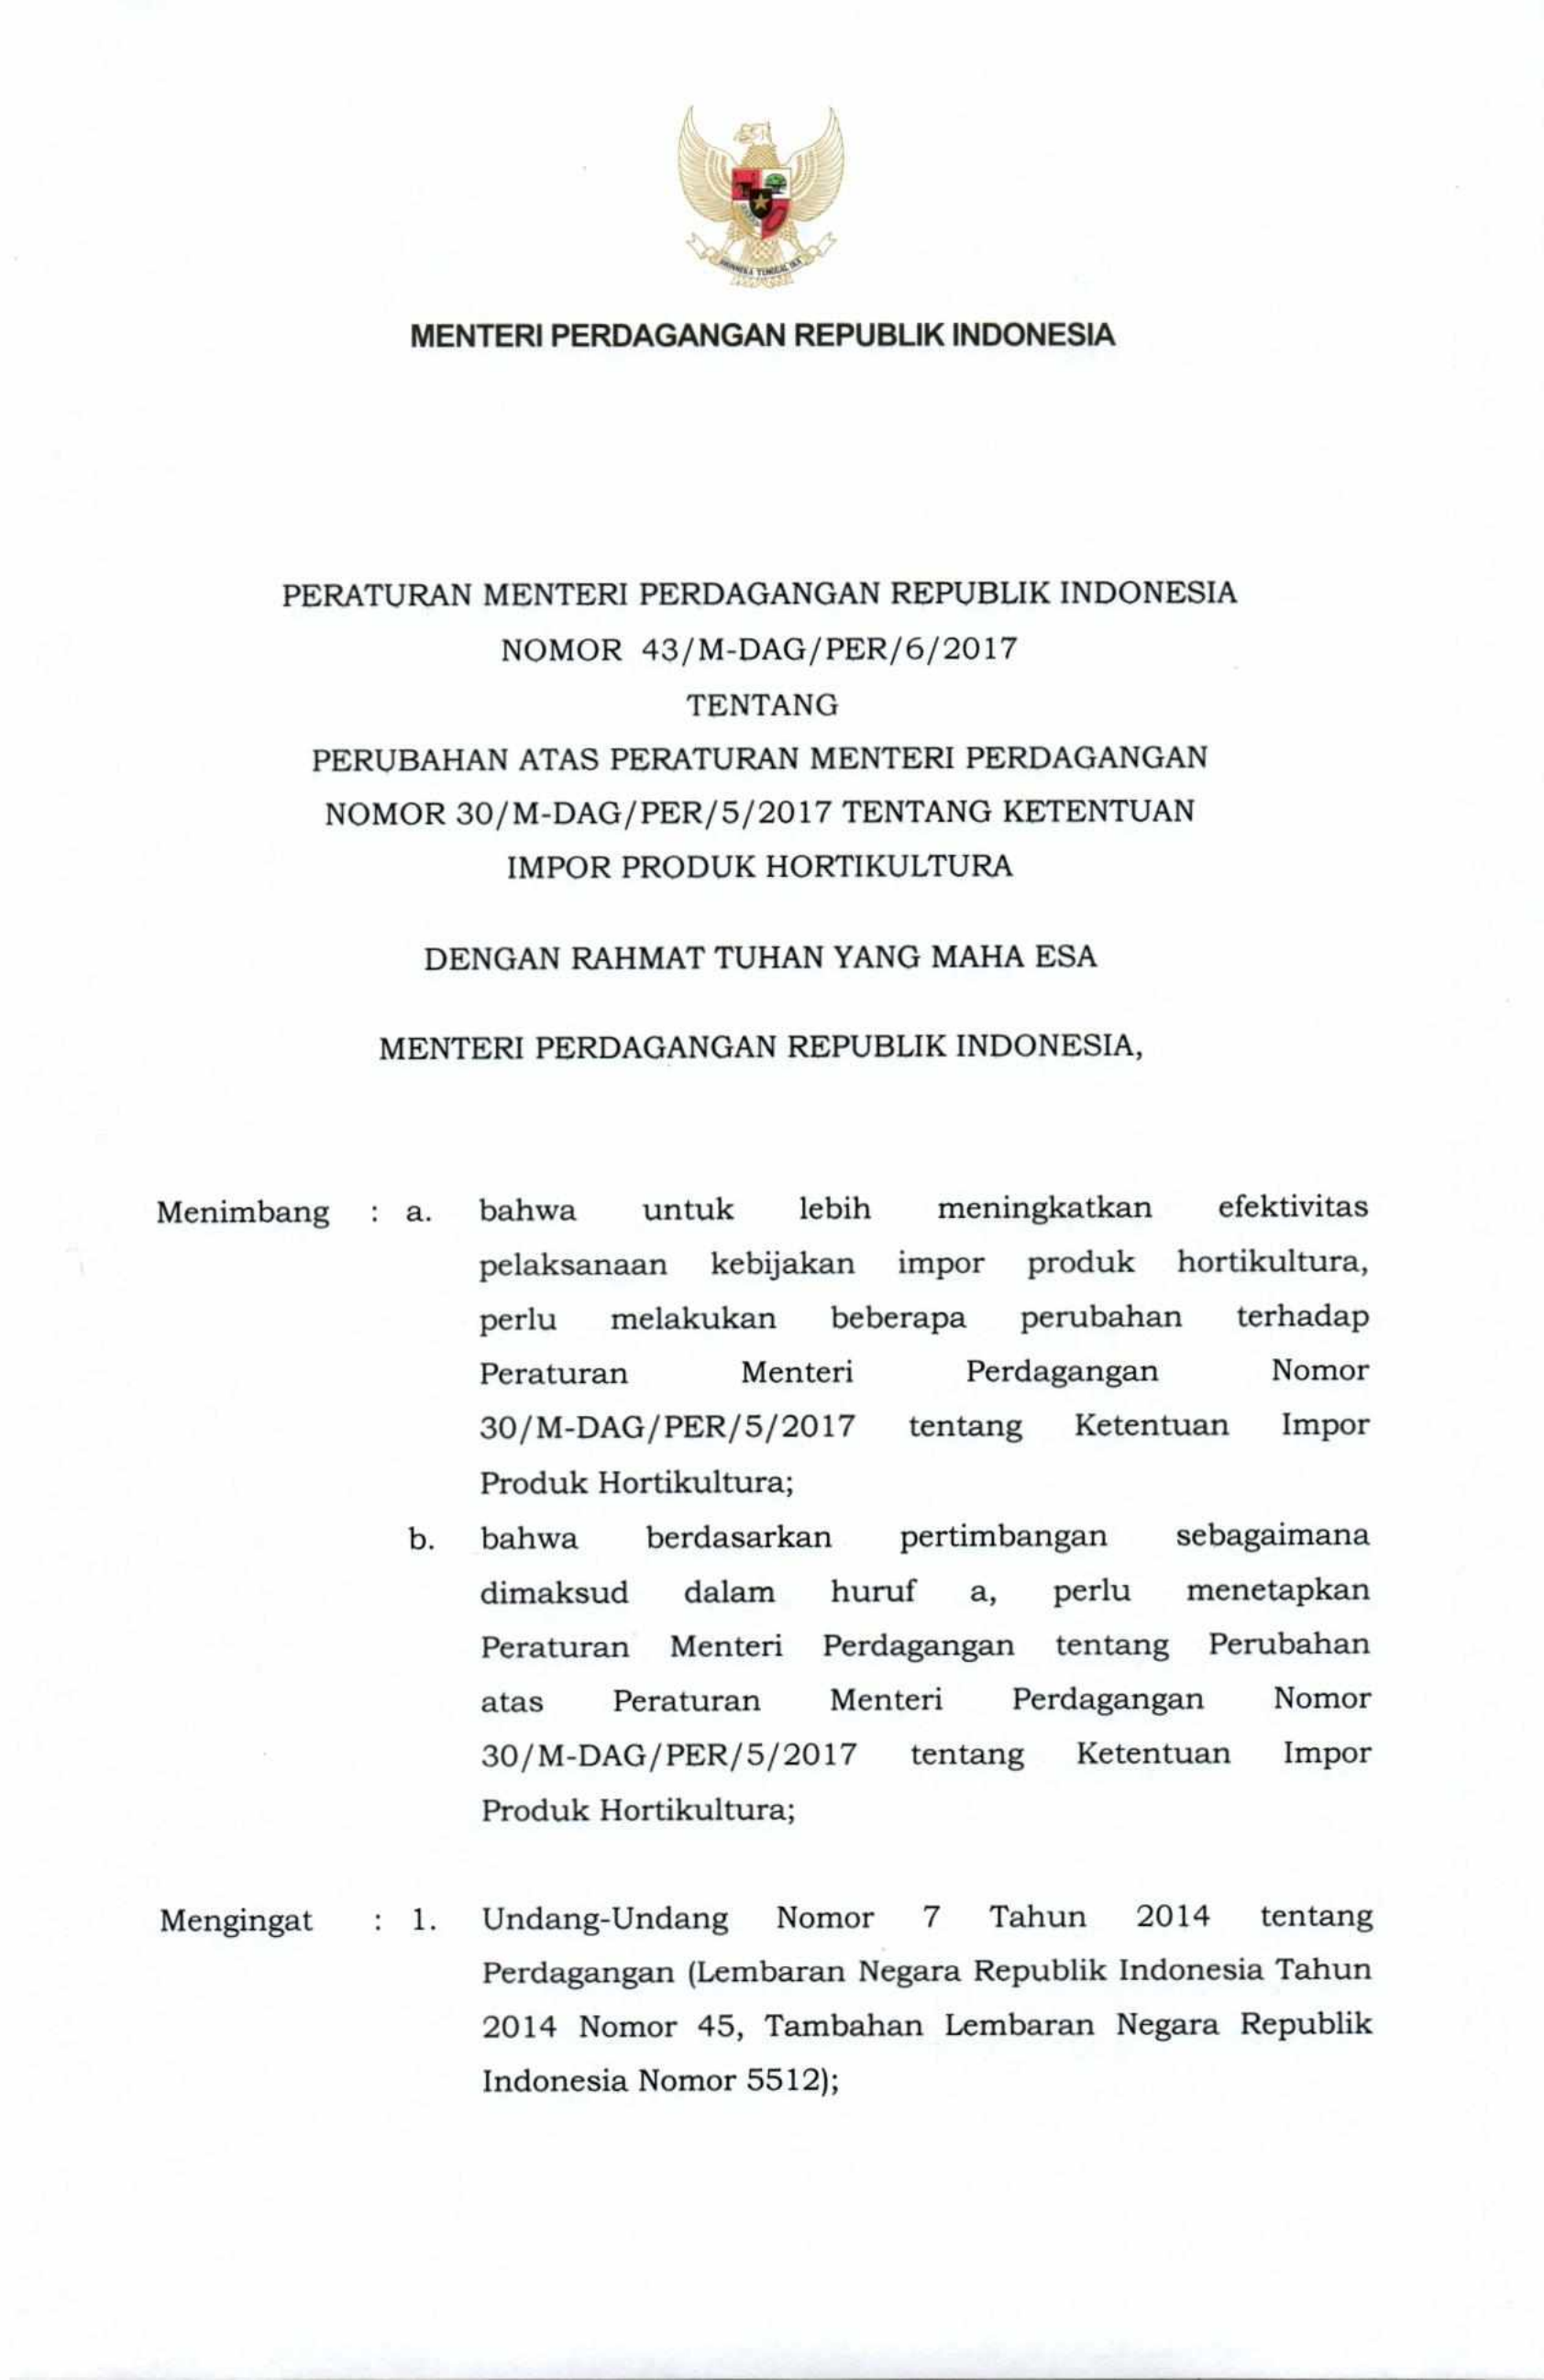 BHINNEKA TUNGGAL IKA
MENTERI PERDAGANGAN REPUBLIK INDONESIA
PERATURAN MENTERI PERDAGANGAN REPUBLIK INDONESIA
NOMOR 43/M-DAG/PER/6/2017
TENTANG
PERUBAHAN ATAS PERATURAN MENTERI PERDAGANGAN
NOMOR 30/M-DAG/PER/5/2017 TENTANG KETENTUAN
IMPOR PRODUK HORTIKULTURA
DENGAN RAHMAT TUHAN YANG MAHA ESA
MENTERI PERDAGANGAN REPUBLIK INDONESIA,
Menimbang : a. bahwa untuk lebih meningkatkan efektivitas
pelaksanaan kebijakan impor produk hortikultura,
perlu melakukan beberapa perubahan terhadap
Peraturan Menteri Perdagangan Nomor
30/M-DAG/PER/5/2017 tentang Ketentuan Impor
Produk Hortikultura;
b. bahwa berdasarkan pertimbangan sebagaimana
dimaksud dalam huruf a, perlu menetapkan
Peraturan Menteri Perdagangan tentang Perubahan
atas Peraturan Menteri Perdagangan Nomor
30/M-DAG/PER/5/2017 tentang Ketentuan Impor
Produk Hortikultura;
Mengingat : 1. Undang-Undang Nomor 7 Tahun 2014 tentang
Perdagangan (Lembaran Negara Republik Indonesia Tahun
2014 Nomor 45, Tambahan Lembaran Negara Republik
Indonesia Nomor 5512);